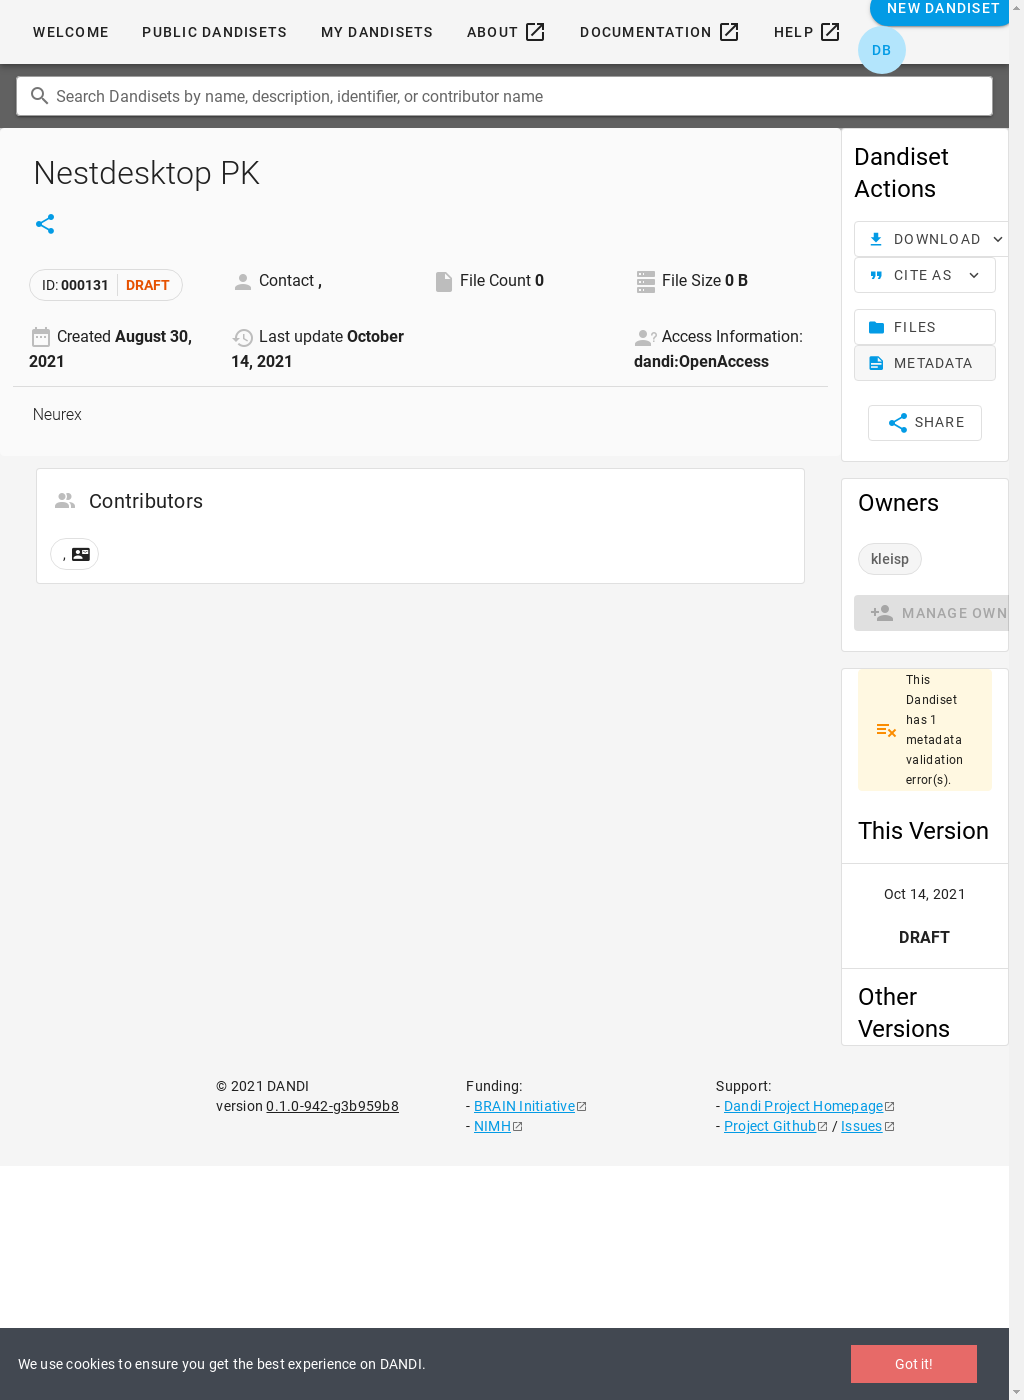 WELCOME PUBLIC DANDISETS MY DANDISETS ABOUT DOCUMENTATION HELP NEW DANDISET
DB
Search Dandisets by name, description, identifier, or contributor name
Nestdesktop PK
ID: 000131 DRAFT
Contact ,
File Count 0
File Size 0 B
Created August 30,
2021
Last update October
14, 2021
Access Information:
dandi:OpenAccess
Neurex
Contributors
,
Dandiset
Actions
DOWNLOAD
CITE AS
FILES
METADATA
SHARE
Owners
kleisp
MANAGE OWN
This
Dandiset
has 1
metadata
validation
error(s).
This Version
Oct 14, 2021
DRAFT
Other
Versions
© 2021 DANDI
version 0.1.0-942-g3b959b8
Funding:
- BRAIN Initiative
- NIMH
Support:
- Dandi Project Homepage
- Project Github / Issues
We use cookies to ensure you get the best experience on DANDI.
Got it!